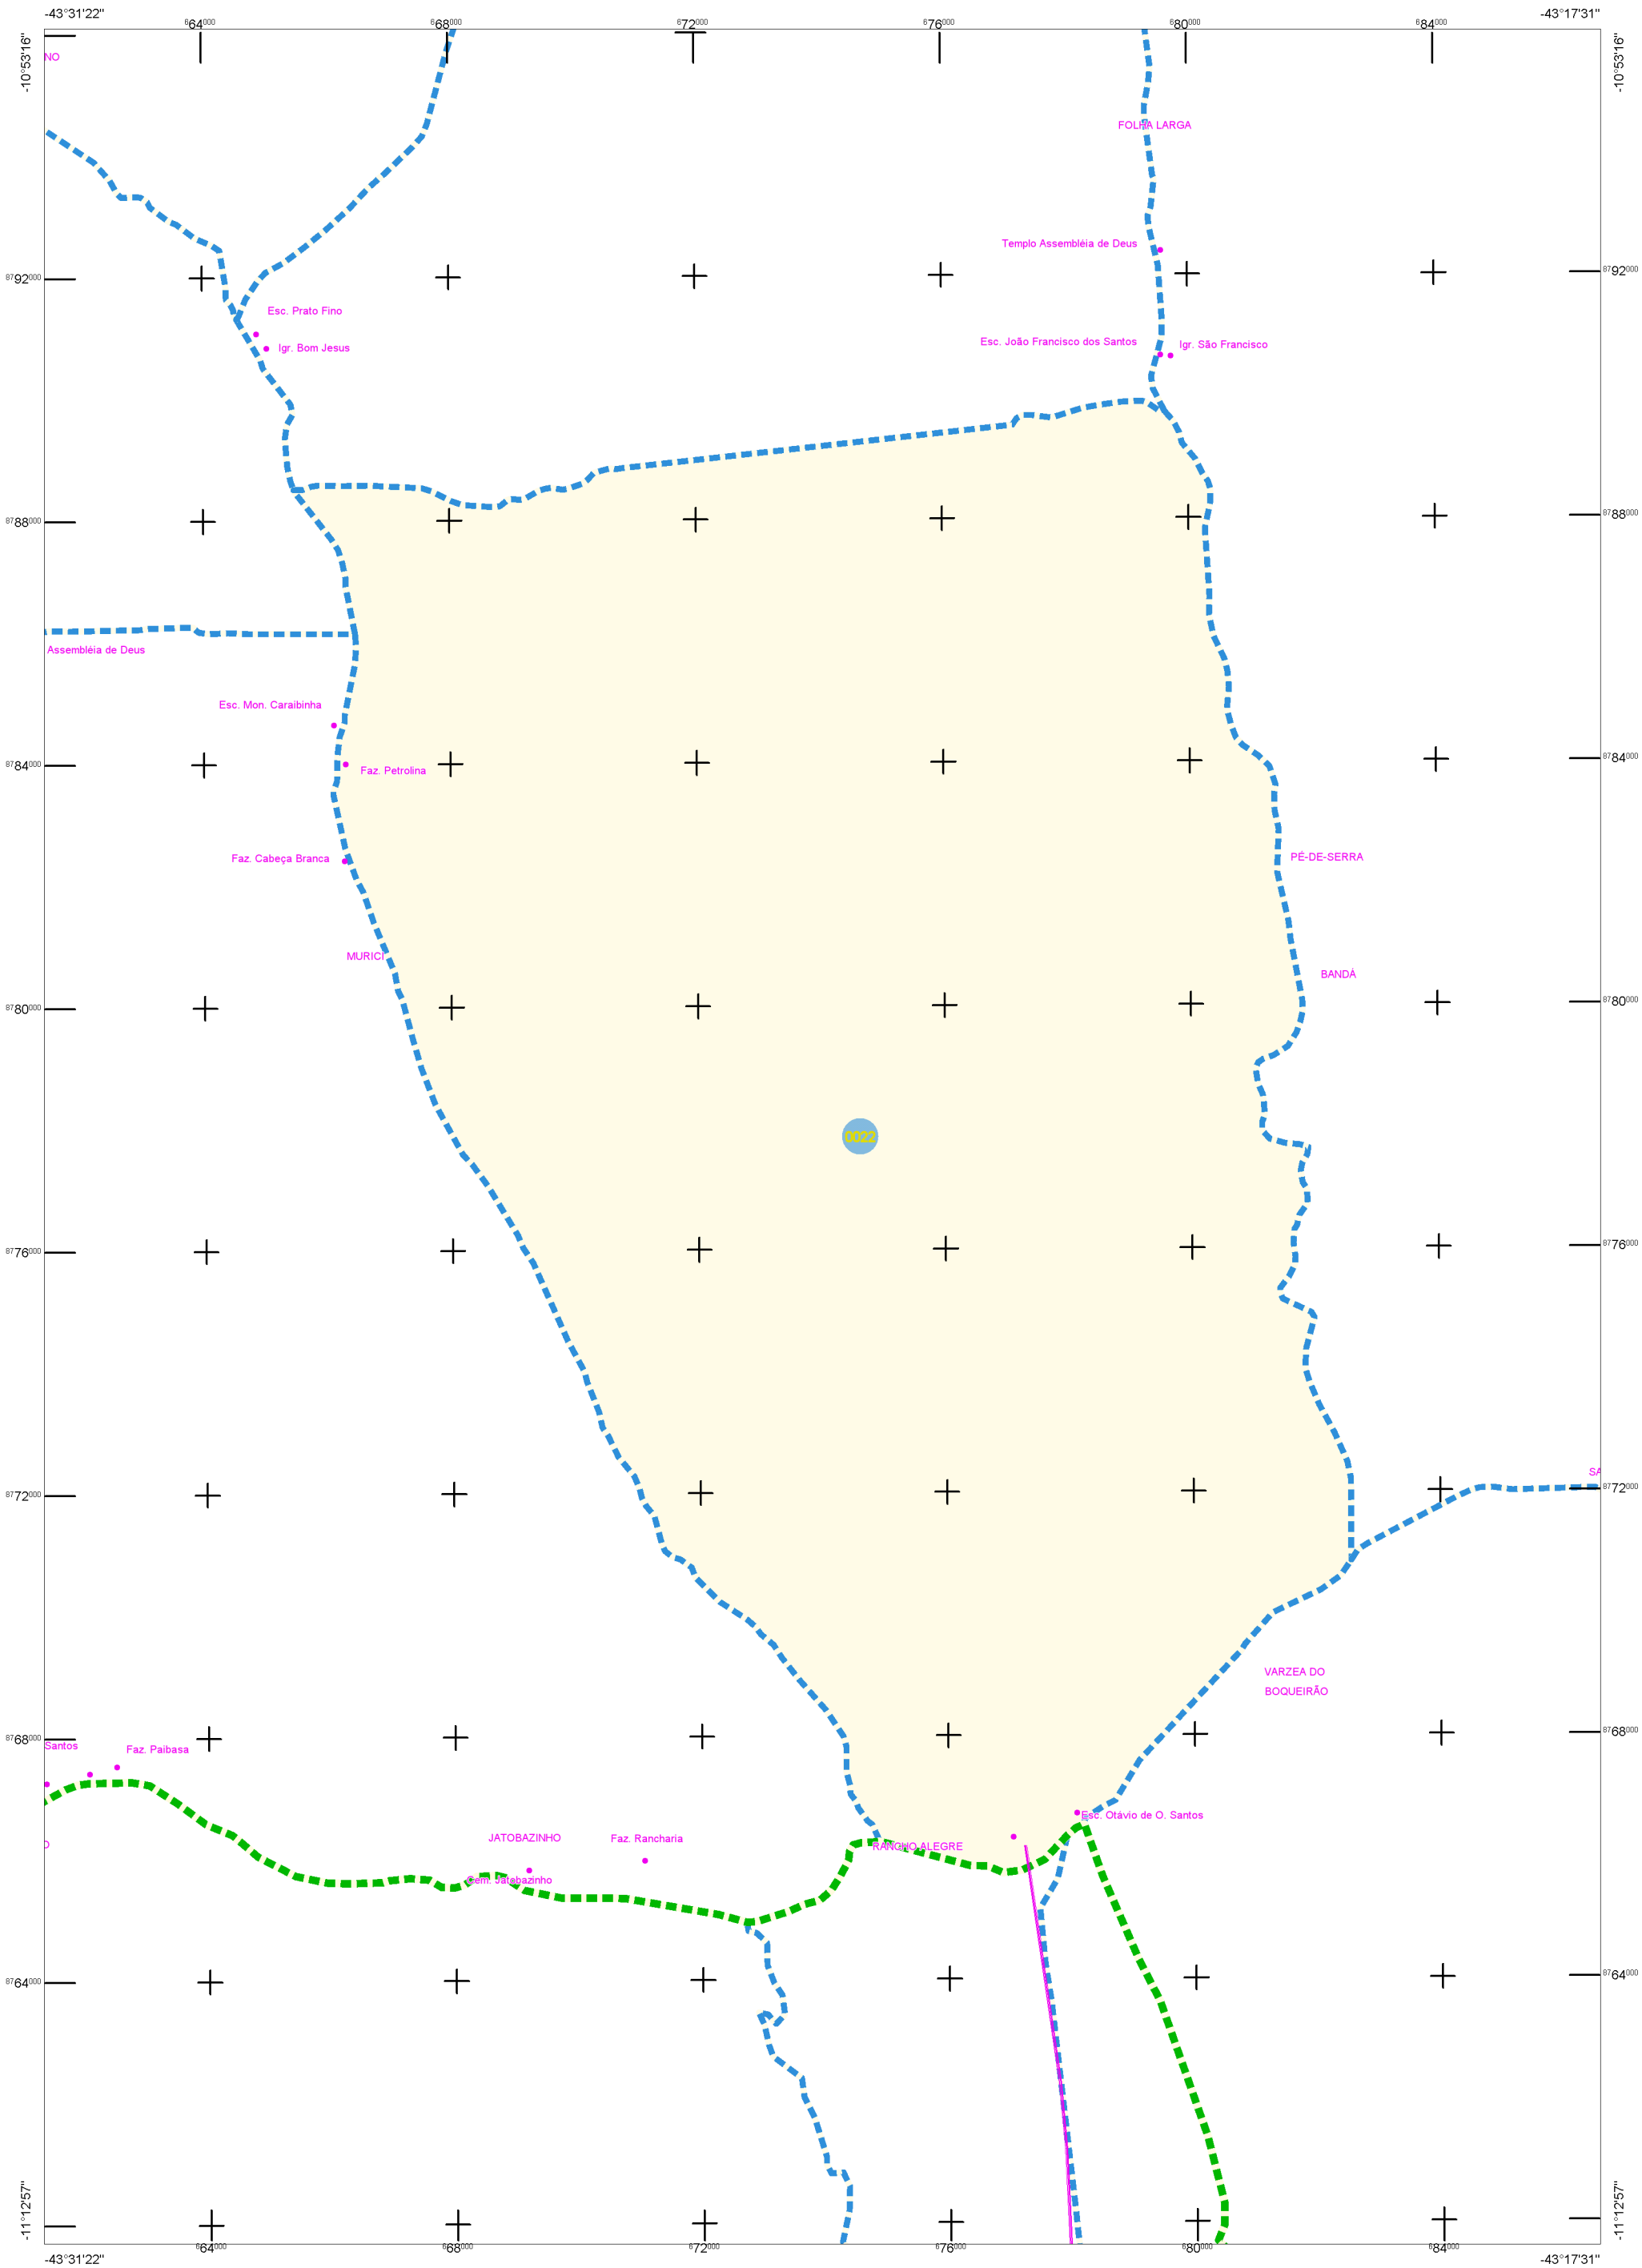 -43°31'22"
-43°17'31"
664000
668000
672000
676000
680000
684000
-10°53'16"
-10°53'16"
NO
FOLHA LARGA
Templo Assembléia de Deus
8792000
8792000
Esc. Prato Fino
Igr. Bom Jesus
Esc. João Francisco dos Santos
Igr. São Francisco
8788000
8788000
Assembléia de Deus
Esc. Mon. Caraibinha
8784000
8784000
Faz. Petrolina
Faz. Cabeça Branca
PÉ-DE-SERRA
MURICI
BANDÁ
8780000
8780000
0022
8776000
8776000
SA
8772000
8772000
VARZEA DO
BOQUEIRÃO
8768000
8768000
Santos
Faz. Paibasa
Esc. Otávio de O. Santos
JATOBAZINHO
Faz. Rancharia
RANCHO ALEGRE
O
Cem. Jatobazinho
8764000
8764000
-11°12'57"
-11°12'57"
664000
668000
672000
676000
680000
684000
-43°31'22"
-43°17'31"